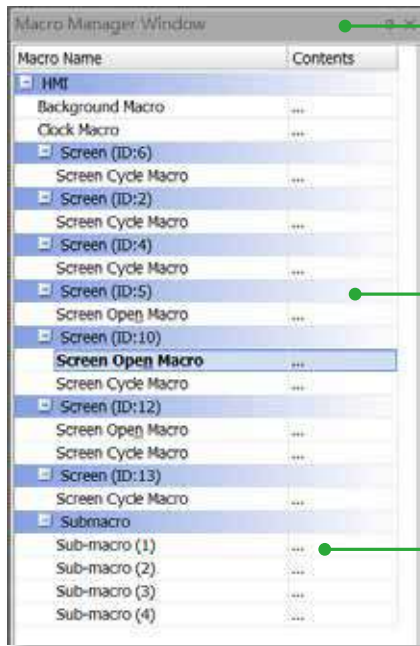 Macro Manager Window
Macro Name Contents
HMI
Background Macro ...
Clock Macro ...
Screen (ID:6)
Screen Cycle Macro ...
Screen (ID:2)
Screen Cycle Macro ...
Screen (ID:4)
Screen Cycle Macro ...
Screen (ID:5)
Screen Open Macro ...
Screen (ID:10)
Screen Open Macro ...
Screen Cycle Macro ...
Screen (ID:12)
Screen Open Macro ...
Screen Cycle Macro ...
Screen (ID:13)
Screen Cycle Macro ...
Submacro
Sub-macro (1) ...
Sub-macro (2) ...
Sub-macro (3) ...
Sub-macro (4) ...